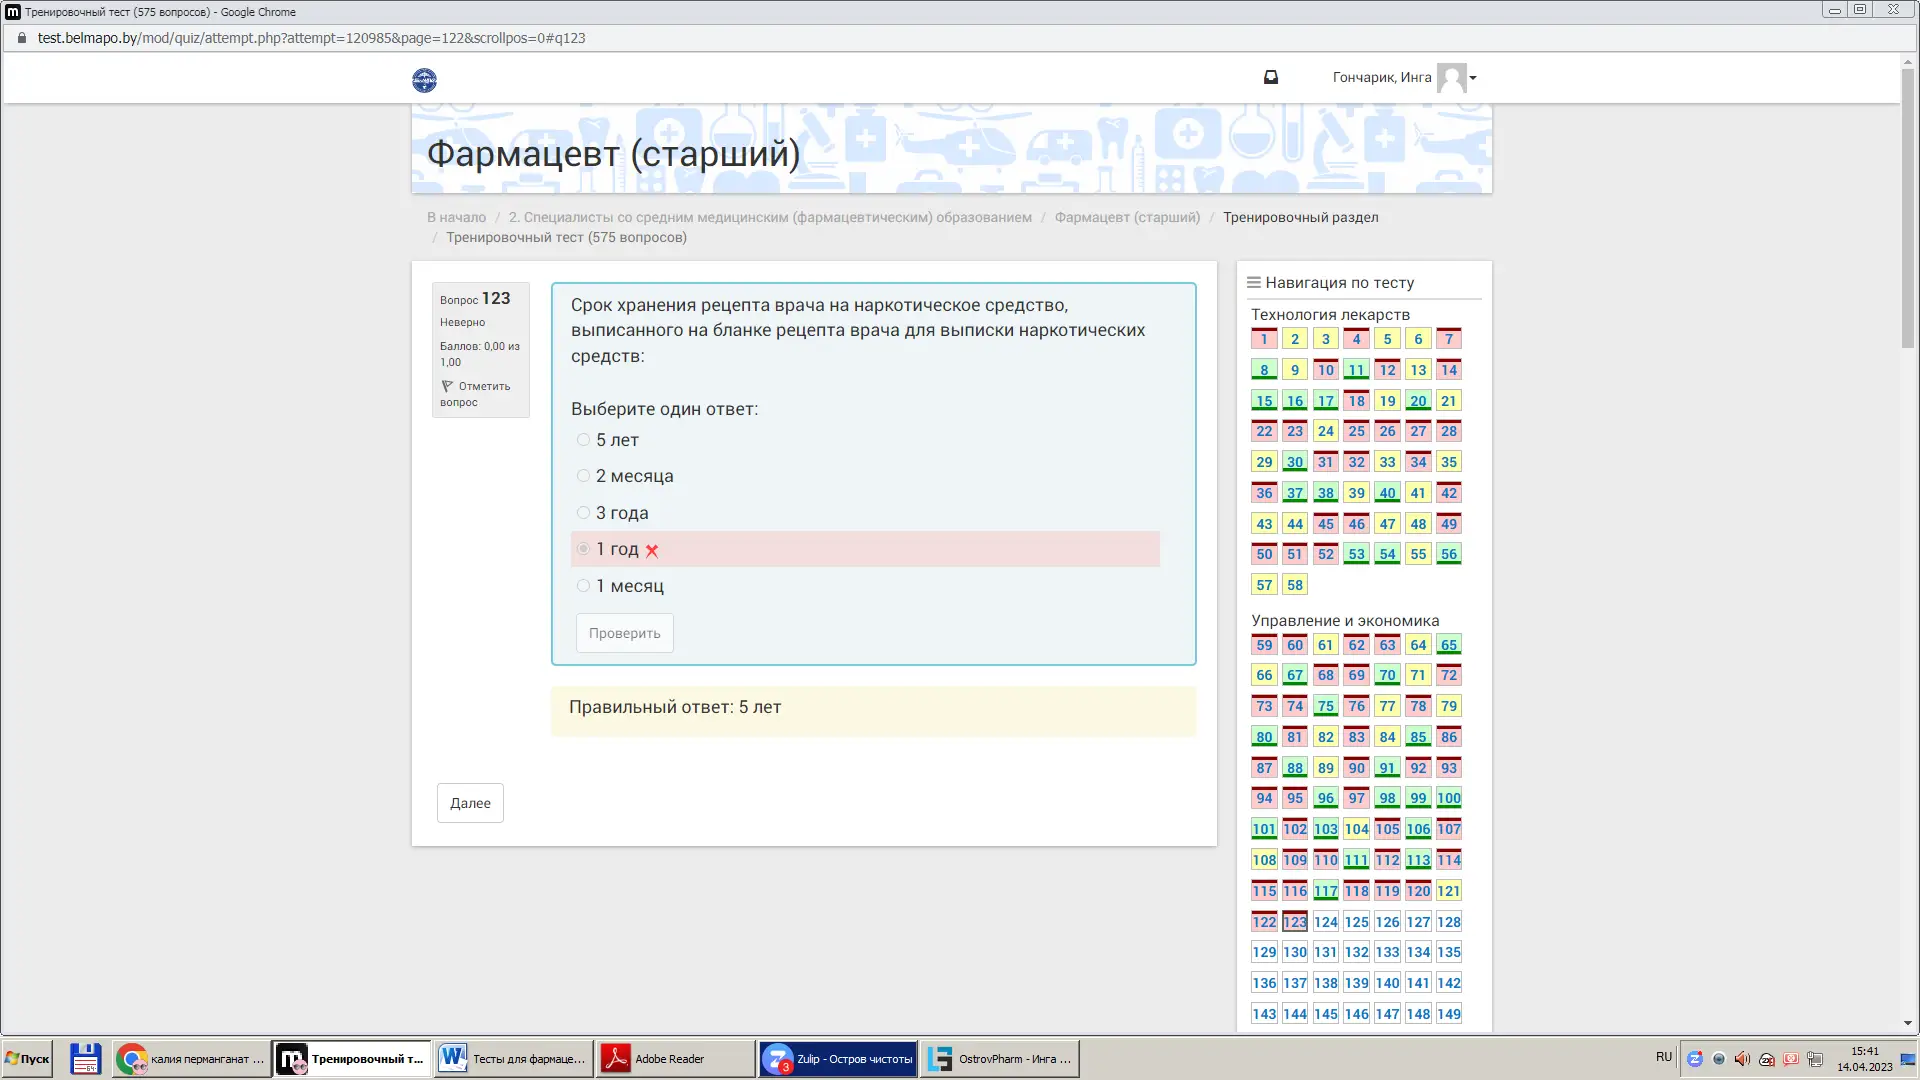 Тренировочный тест (575 вопросов) - Google Chrome
test.belmapo.by/mod/quiz/attempt.php?attempt=120985&page=122&scrollpos=0#q123
Гончарик, Инга
Фармацевт (старший)
В начало / 2. Специалисты со средним медицинским (фармацевтическим) образованием / Фармацевт (старший) / Тренировочный раздел
/ Тренировочный тест (575 вопросов)
Вопрос 123
Неверно
Баллов: 0,00 из
1,00
Отметить
вопрос
Срок хранения рецепта врача на наркотическое средство,
выписанного на бланке рецепта врача для выписки наркотических
средств:
Выберите один ответ:
5 лет
2 месяца
3 года
1 год
1 месяц
Проверить
Правильный ответ: 5 лет
Далее
Навигация по тесту
Технология лекарств
1 2 3 4 5 6 7
8 9 10 11 12 13 14
15 16 17 18 19 20 21
22 23 24 25 26 27 28
29 30 31 32 33 34 35
36 37 38 39 40 41 42
43 44 45 46 47 48 49
50 51 52 53 54 55 56
57 58
Управление и экономика
59 60 61 62 63 64 65
66 67 68 69 70 71 72
73 74 75 76 77 78 79
80 81 82 83 84 85 86
87 88 89 90 91 92 93
94 95 96 97 98 99 100
101 102 103 104 105 106 107
108 109 110 111 112 113 114
115 116 117 118 119 120 121
122 123 124 125 126 127 128
129 130 131 132 133 134 135
136 137 138 139 140 141 142
143 144 145 146 147 148 149
Пуск
калия перманганат ...
Тренировочный т...
Тесты для фармаце...
Adobe Reader
3 Zulip - Остров чистоты
OstrovPharm - Инга ...
RU
15:41
14.04.2023